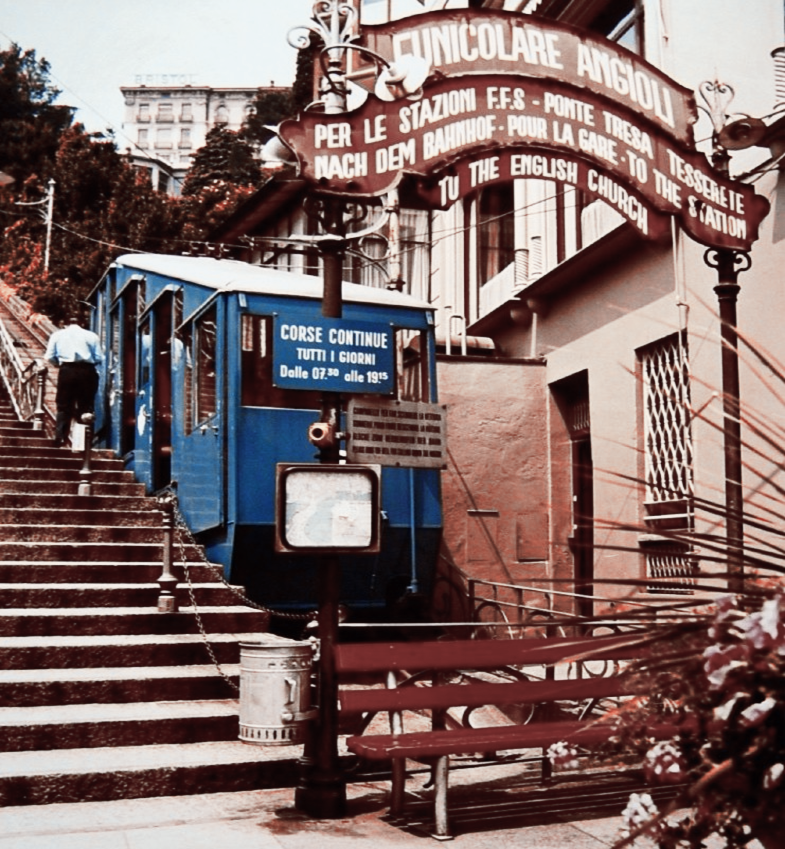 BRISTOL
FUNICOLARE ANGIOLI
PER LE STAZIONI F.F.S - PONTE TRESA TESSERETE
NACH DEM BAHNHOF - POUR LA GARE - TO THE STATION
TO THE ENGLISH CHURCH
CORSE CONTINUE
TUTTI I GIORNI
Dalle 07.30 alle 19.15